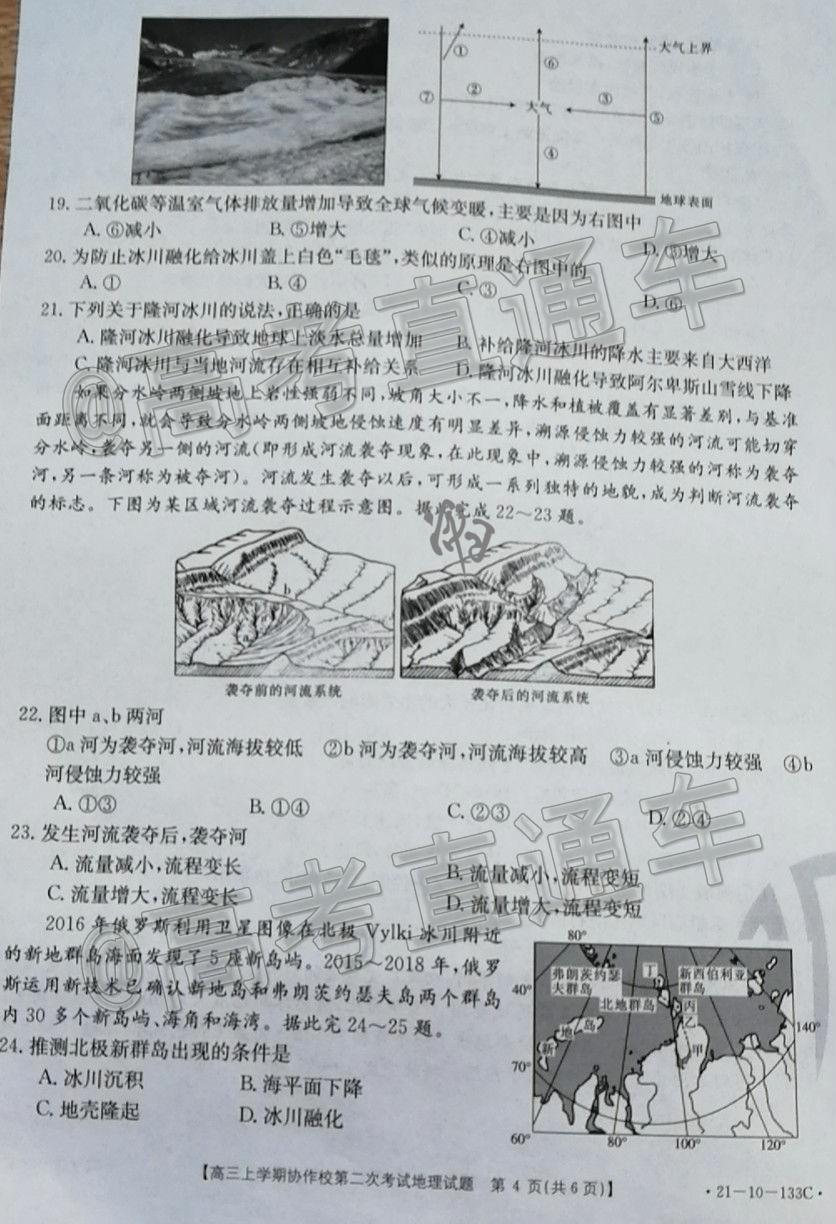 ① ⑥ 大气上界
⑦ ② 大气 ③ ⑤
④
地球表面
19. 二氧化碳等温室气体排放量增加导致全球气候变暖,主要是因为右图中
A. ⑥减小 B. ⑤增大 C. ④减小 D. ③增大
20. 为防止冰川融化给冰川盖上白色“毛毯”,类似的原理是右图中的
A. ① B. ④ C. ③ D. ⑥
21. 下列关于隆河冰川的说法,正确的是
A. 隆河冰川融化导致地球上淡水总量增加 B. 补给隆河冰川的降水主要来自大西洋
C. 隆河冰川与当地河流存在相互补给关系 D. 隆河冰川融化导致阿尔卑斯山雪线下降
如果分水岭两侧坡地上岩性强弱不同,坡角大小不一,降水和植被覆盖有显著差别,与基准
面距离不同,就会导致分水岭两侧坡地侵蚀速度有明显差异,溯源侵蚀力较强的河流可能切穿
分水岭,袭夺另一侧的河流(即形成河流袭夺现象,在此现象中,溯源侵蚀力较强的河称为袭夺
河,另一条河称为被夺河)。河流发生袭夺以后,可形成一系列独特的地貌,成为判断河流袭夺
的标志。下图为某区域河流袭夺过程示意图。据此完成22～23题。
a b
袭夺前的河流系统 袭夺后的河流系统
22. 图中a、b两河
①a河为袭夺河,河流海拔较低 ②b河为袭夺河,河流海拔较高 ③a河侵蚀力较强 ④b
河侵蚀力较强
A. ①③ B. ①④ C. ②③ D. ②④
23. 发生河流袭夺后,袭夺河
A. 流量减小,流程变长 B. 流量减小,流程变短
C. 流量增大,流程变长 D. 流量增大,流程变短
2016年俄罗斯利用卫星图像在北极Vylki冰川附近
的新地群岛海面发现了5座新岛屿。2015～2018年,俄罗
斯运用新技术已确认新地岛和弗朗茨约瑟夫岛两个群岛
内30多个新岛屿、海角和海湾。据此完24～25题。
24. 推测北极新群岛出现的条件是
A. 冰川沉积 B. 海平面下降
C. 地壳隆起 D. 冰川融化
80°
弗朗茨约瑟夫群岛 丁 新西伯利亚群岛
40° 北地群岛 丙
新地岛 乙 140°
70° 甲
60° 80° 100° 120°
【高三上学期协作校第二次考试地理试题 第4页(共6页)】 ·21-10-133C·
@高考直通车
@高考直通车